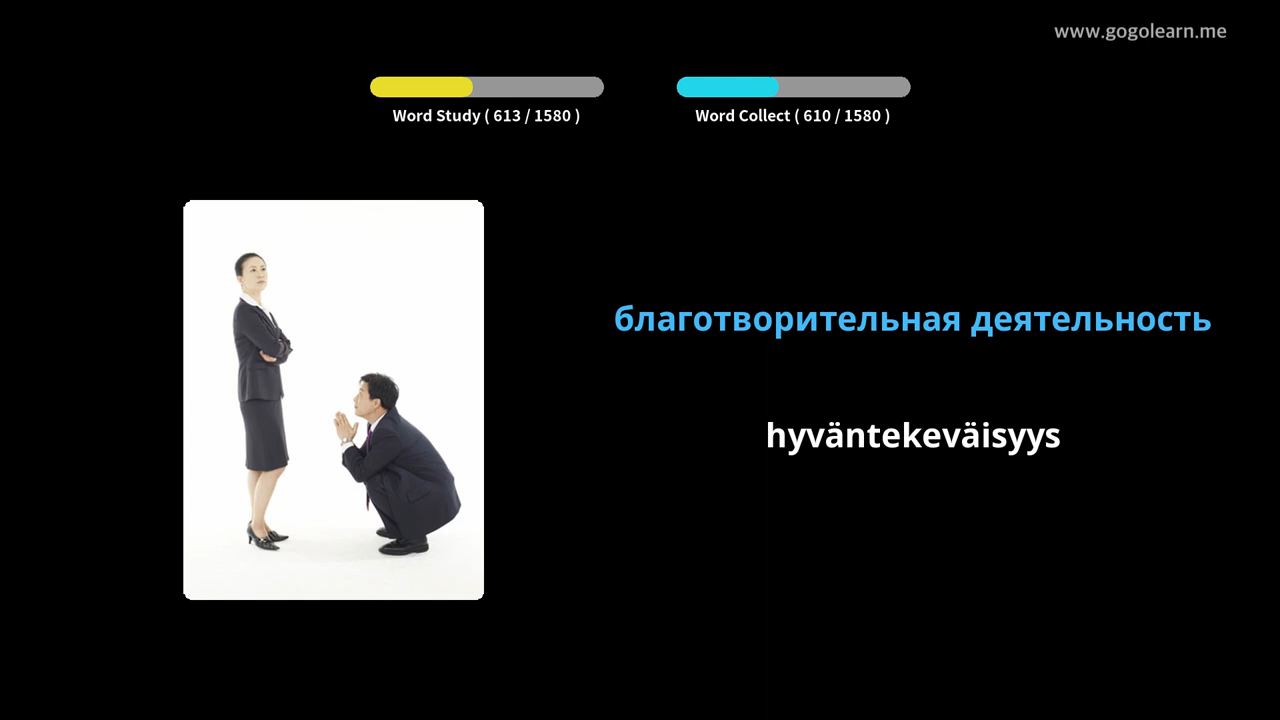 www.gogolearn.me
Word Study ( 613 / 1580 )
Word Collect ( 610 / 1580 )
благотворительная деятельность
hyväntekeväisyys